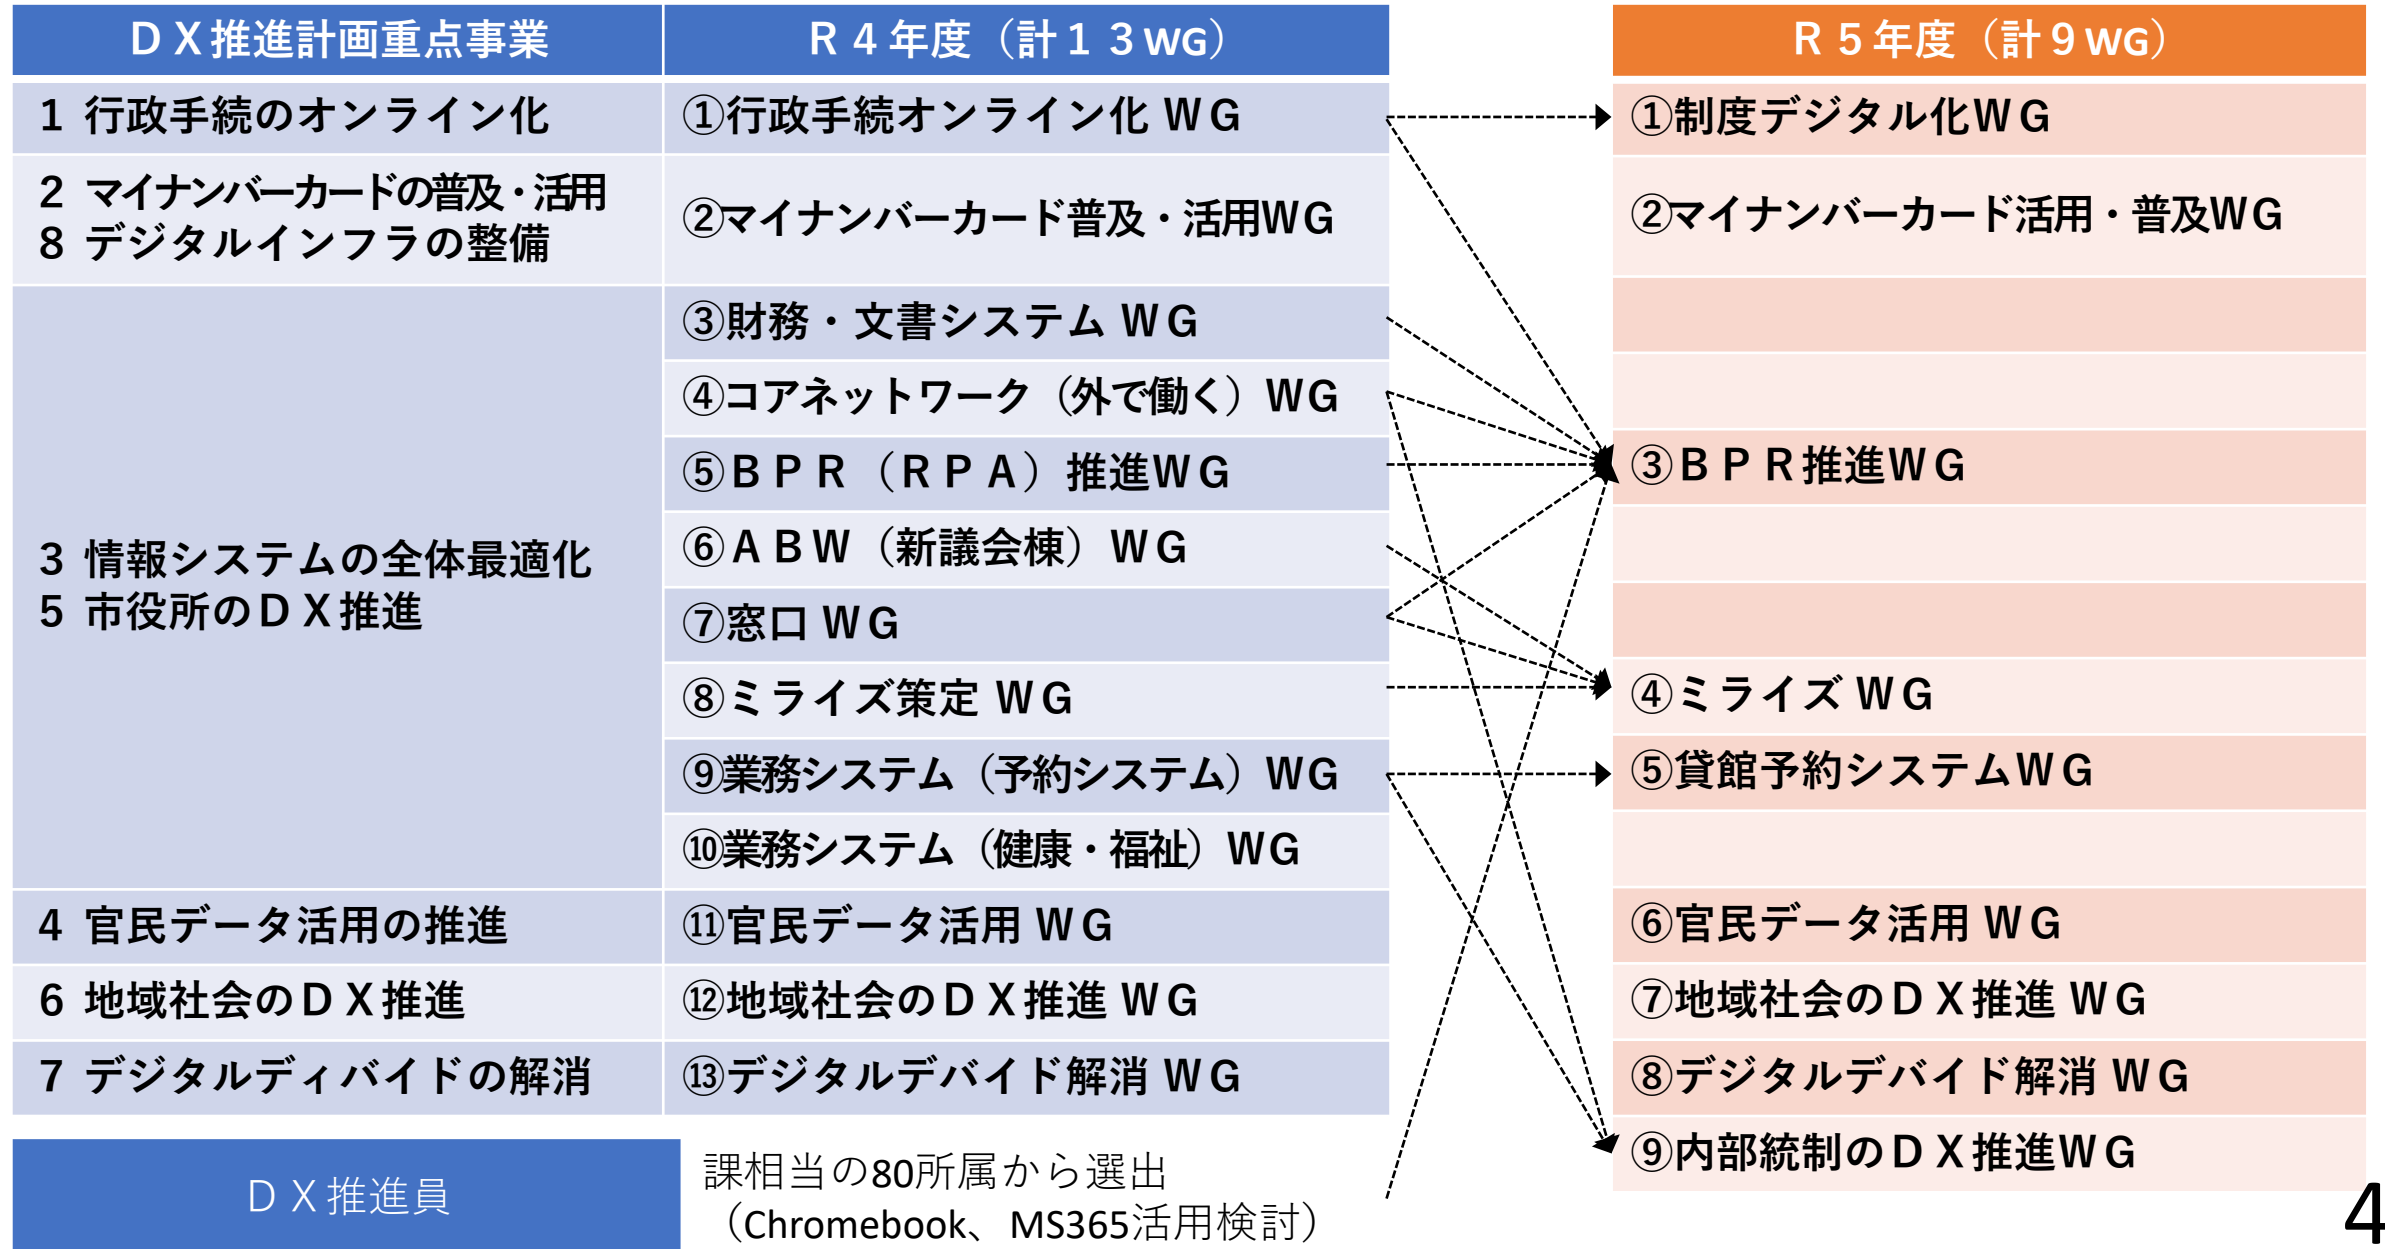 ＤＸ推進計画重点事業
Ｒ４年度（計１３WG）
Ｒ５年度（計９WG）
1 行政手続のオンライン化
①行政手続オンライン化 ＷＧ
①制度デジタル化ＷＧ
2 マイナンバーカードの普及・活用
8 デジタルインフラの整備
②マイナンバーカード普及・活用ＷＧ
②マイナンバーカード活用・普及ＷＧ
3 情報システムの全体最適化
5 市役所のＤＸ推進
③財務・文書システム ＷＧ
④コアネットワーク（外で働く）ＷＧ
⑤ＢＰＲ（ＲＰＡ）推進ＷＧ
③ＢＰＲ推進ＷＧ
⑥ＡＢＷ（新議会棟）ＷＧ
⑦窓口 ＷＧ
⑧ミライズ策定 ＷＧ
④ミライズ ＷＧ
⑨業務システム（予約システム）ＷＧ
⑤貸館予約システムＷＧ
⑩業務システム（健康・福祉）ＷＧ
4 官民データ活用の推進
⑪官民データ活用 ＷＧ
⑥官民データ活用 ＷＧ
6 地域社会のＤＸ推進
⑫地域社会のＤＸ推進 ＷＧ
⑦地域社会のＤＸ推進 ＷＧ
7 デジタルディバイドの解消
⑬デジタルデバイド解消 ＷＧ
⑧デジタルデバイド解消 ＷＧ
⑨内部統制のＤＸ推進ＷＧ
ＤＸ推進員
課相当の80所属から選出
（Chromebook、MS365活用検討）
4